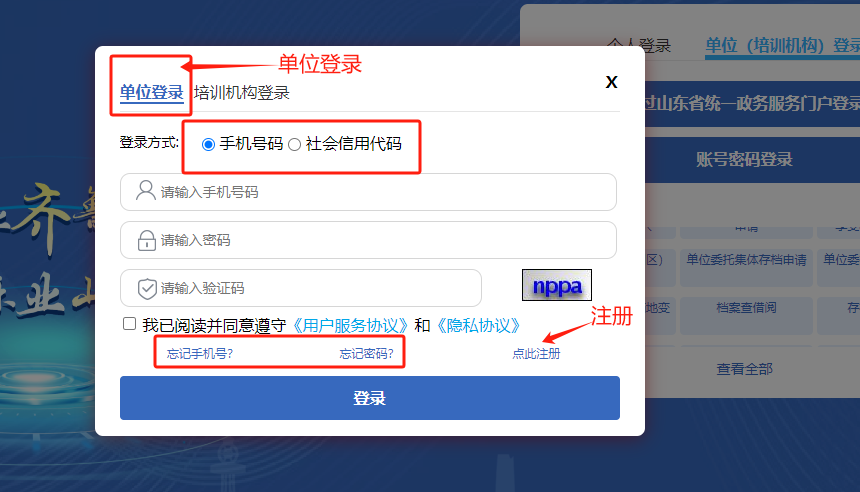 个人登录 单位（培训机构）登录
单位登录
X
单位登录 培训机构登录
过山东省统一政务服务门户登录
登录方式: 手机号码 社会信用代码
账号密码登录
请输入手机号码
齐鲁
申请 享受
请输入密码
区） 单位委托集体存档申请 单位委
请输入验证码
nppa
业山
地变 档案查借阅 存
我已阅读并同意遵守《用户服务协议》和《隐私协议》
注册
忘记手机号? 忘记密码? 点此注册
查看全部
登录